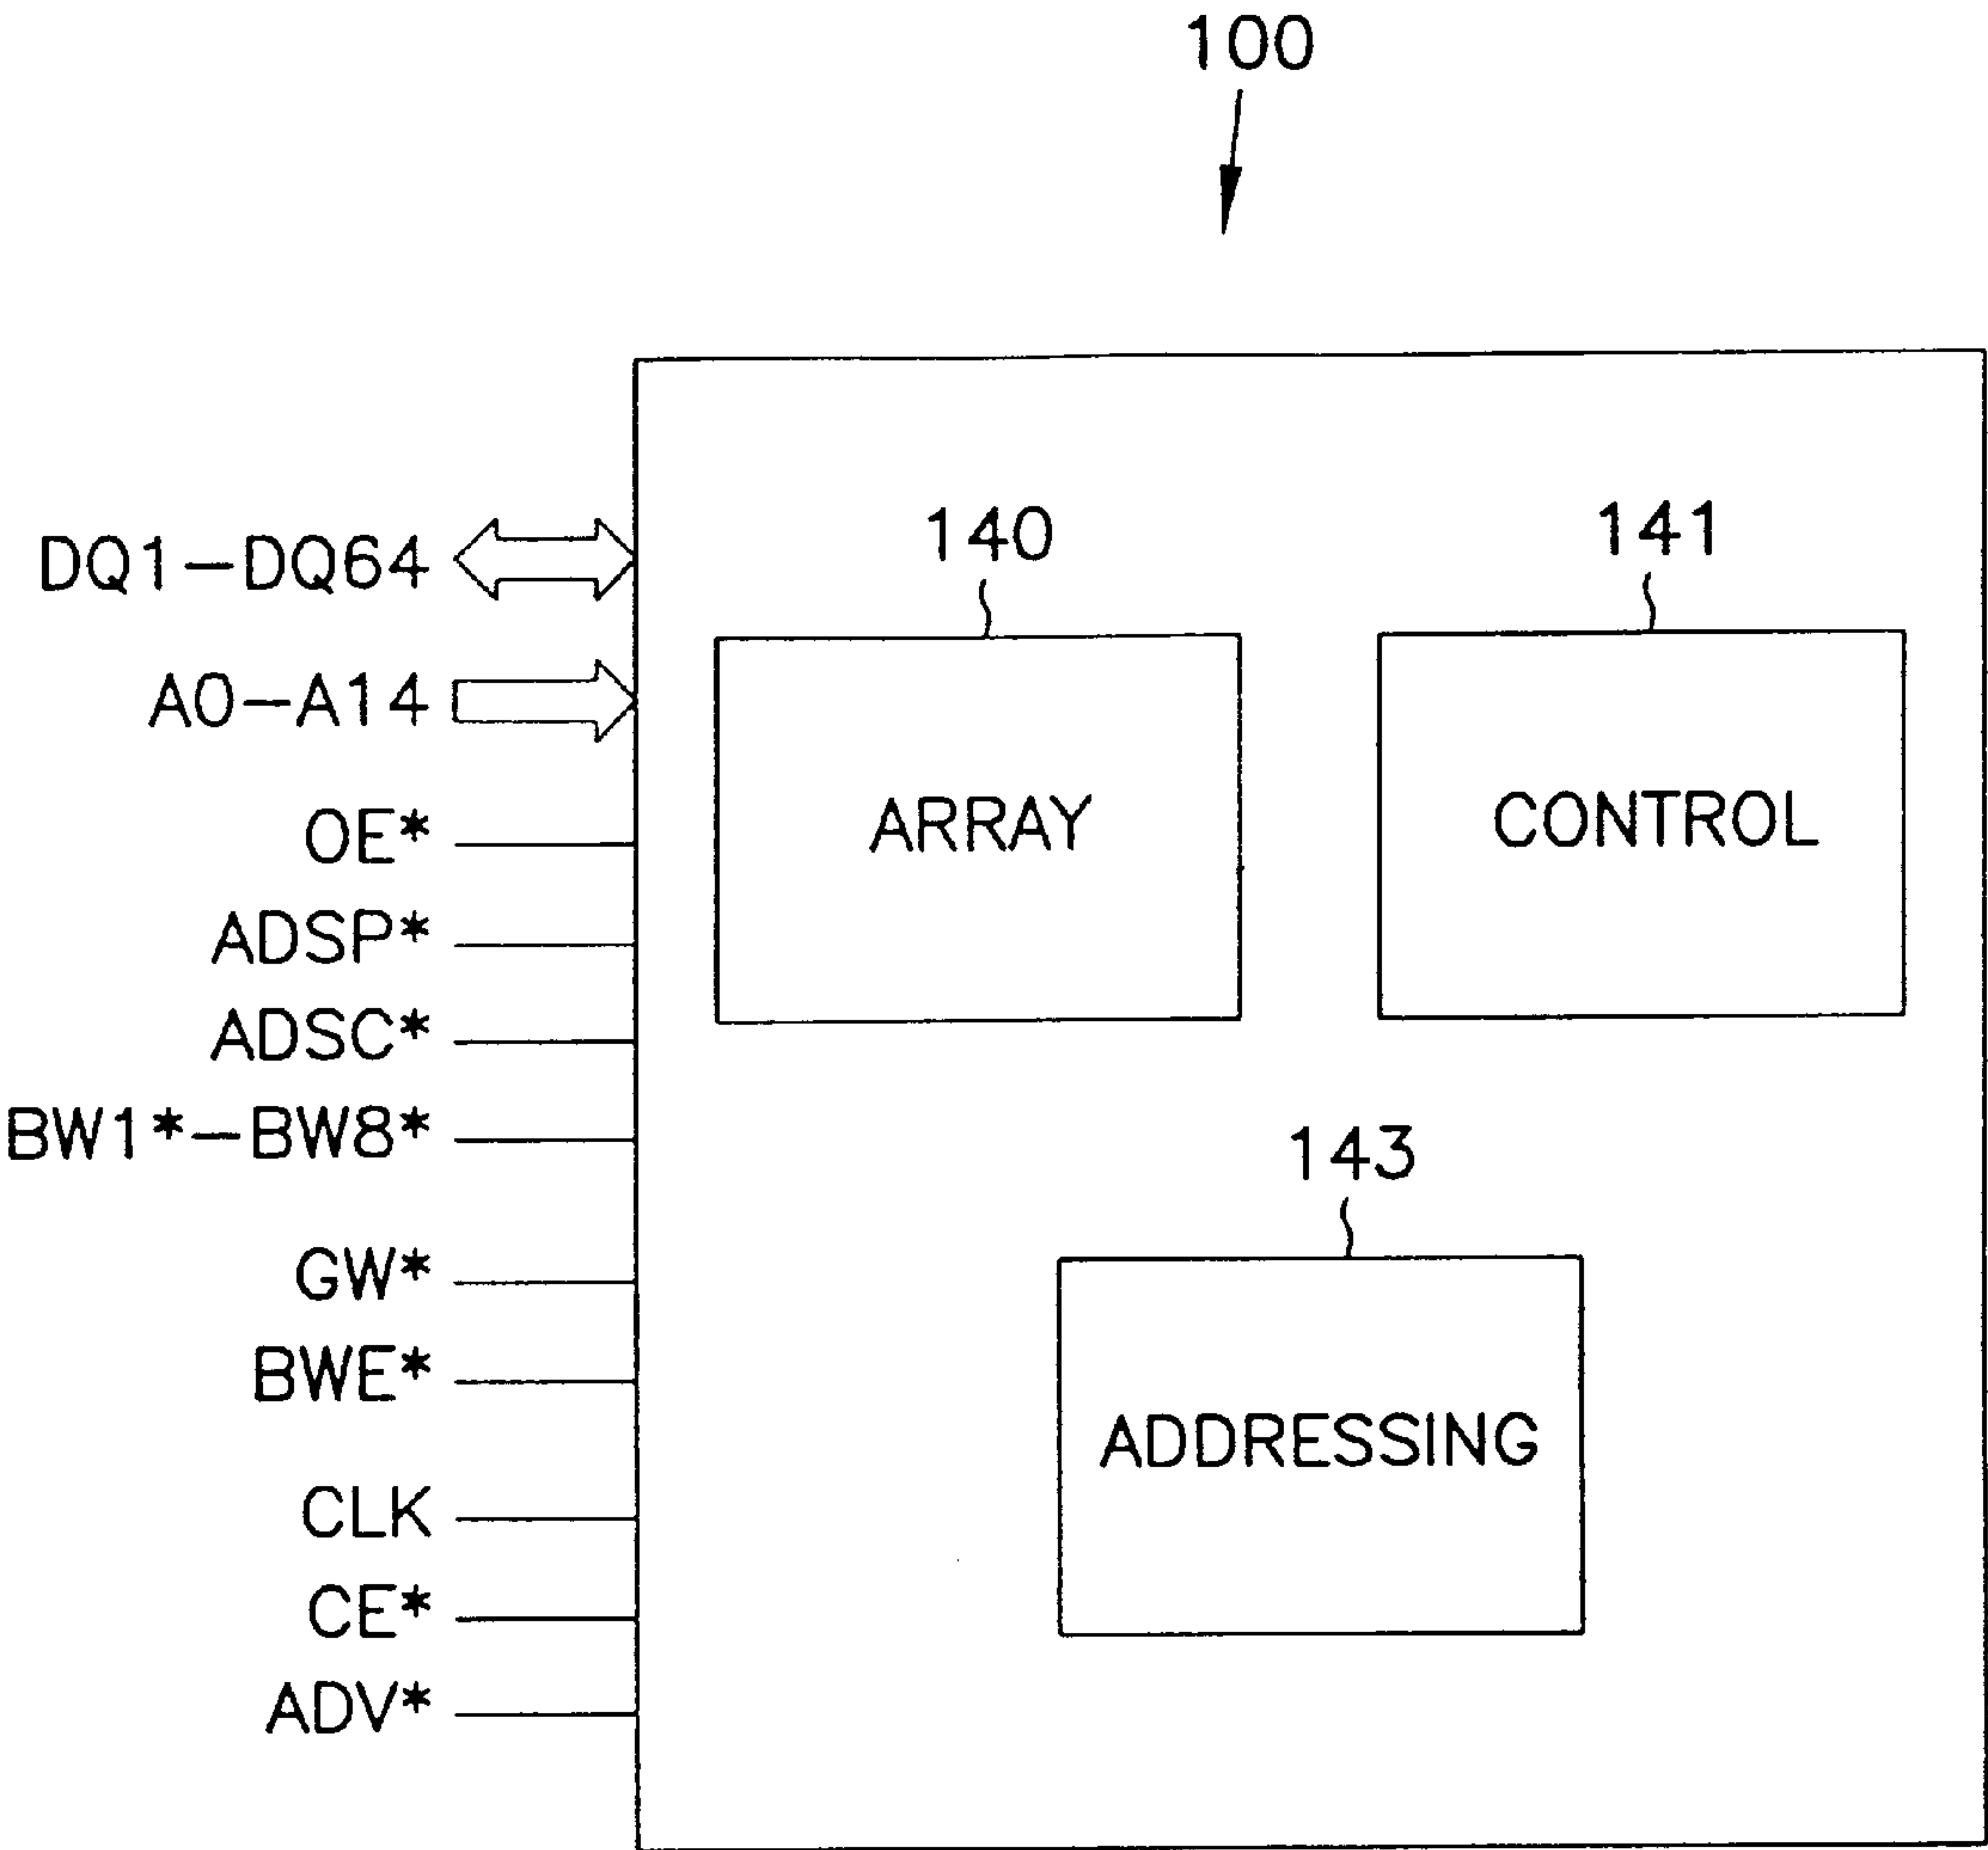 100
140
141
DQ1-DQ64
A0-A14
ARRAY
CONTROL
OE*
ADSP*
ADSC*
BW1*-BW8*
143
GW*
BWE*
ADDRESSING
CLK
CE*
ADV*